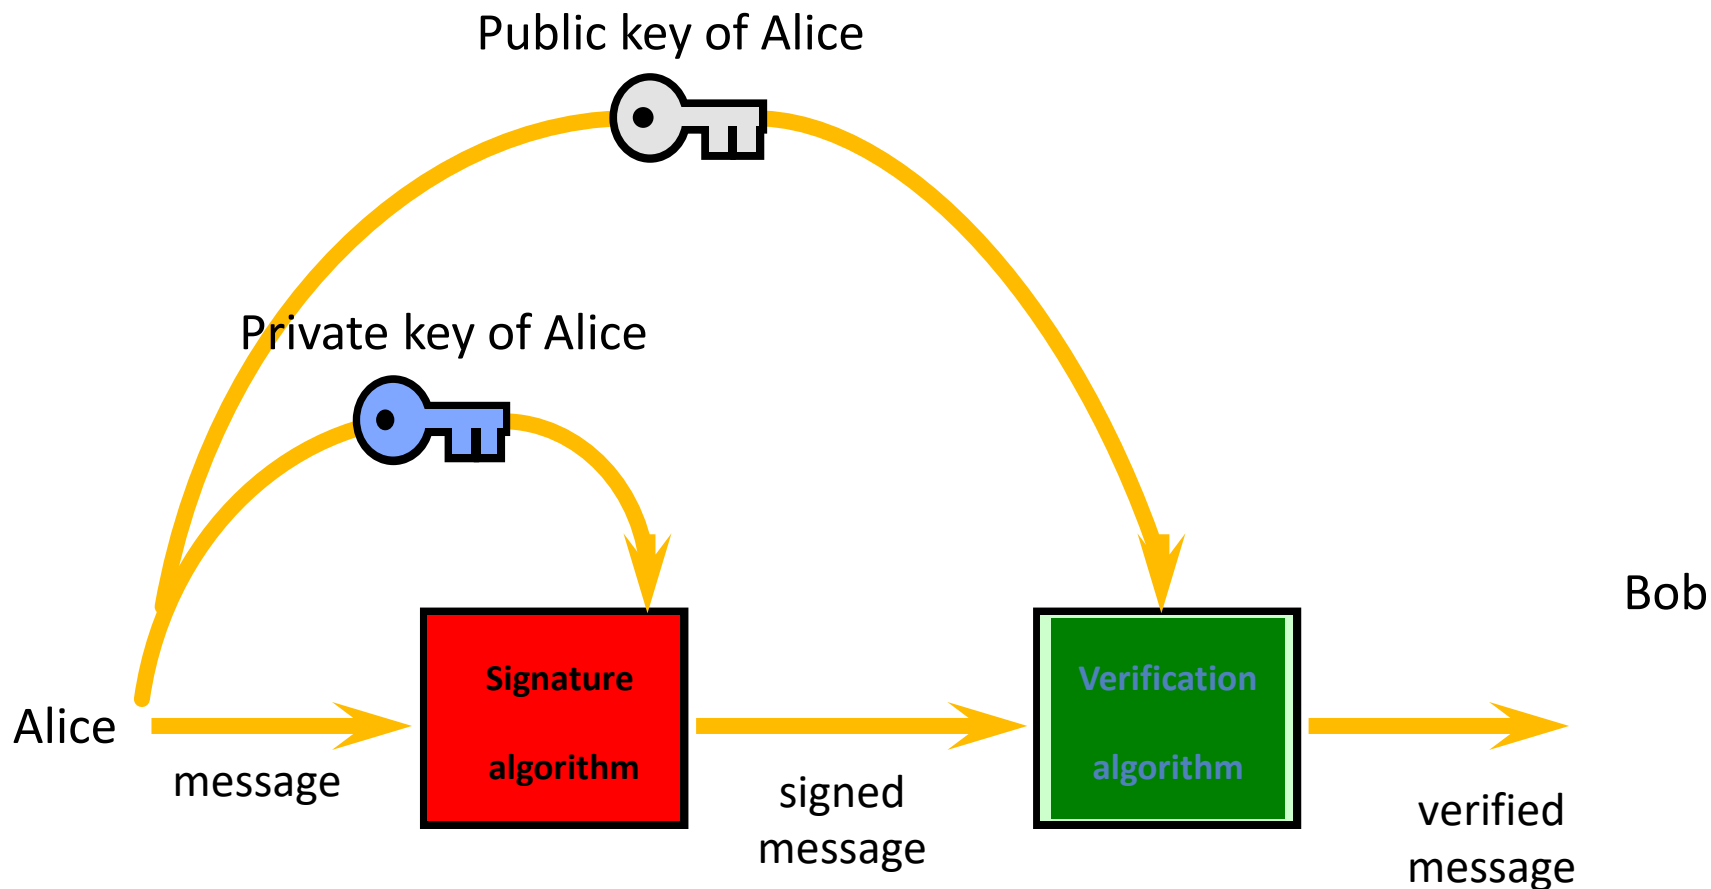 Public key of Alice
Private key of Alice
Bob
Signature
algorithm
Verification
algorithm
Alice
message
signed
message
verified
message